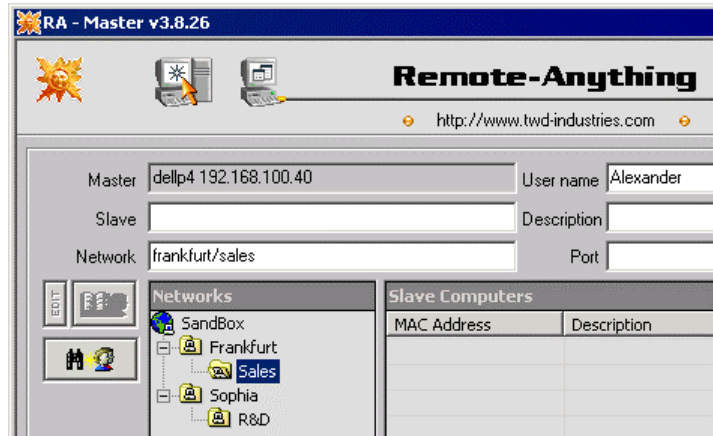 RA - Master v3.8.26
Remote-Anything
http://www.twd-industries.com
Master dellp4 192.168.100.40 User name Alexander
Slave Description
Network frankfurt/sales Port
EDIT
Networks Slave Computers
SandBox MAC Address Description
Frankfurt
Sales
Sophia
R&D